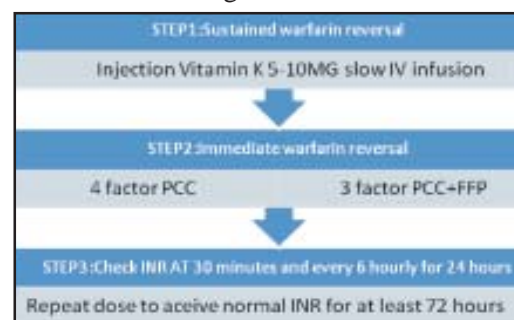 STEP1:Sustained warfarin reversal
Injection Vitamin K 5-10MG slow IV infusion
STEP2:Immediate warfarin reversal
4 factor PCC 3 factor PCC+FFP
STEP3:Check INR AT 30 minutes and every 6 hourly for 24 hours
Repeat dose to aceive normal INR for at least 72 hours